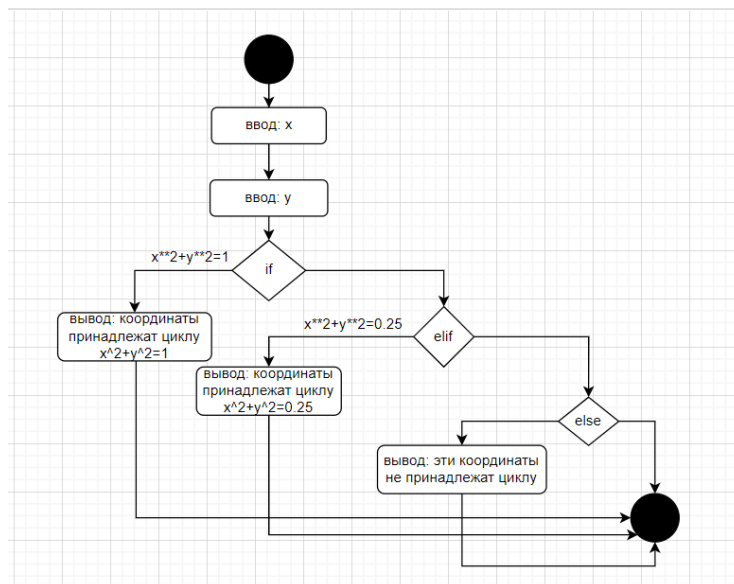 ввод: x
ввод: y
x**2+y**2=1
if
вывод: координаты
принадлежат циклу
x^2+y^2=1
x**2+y**2=0.25
elif
вывод: координаты
принадлежат циклу
x^2+y^2=0.25
else
вывод: эти координаты
не принадлежат циклу